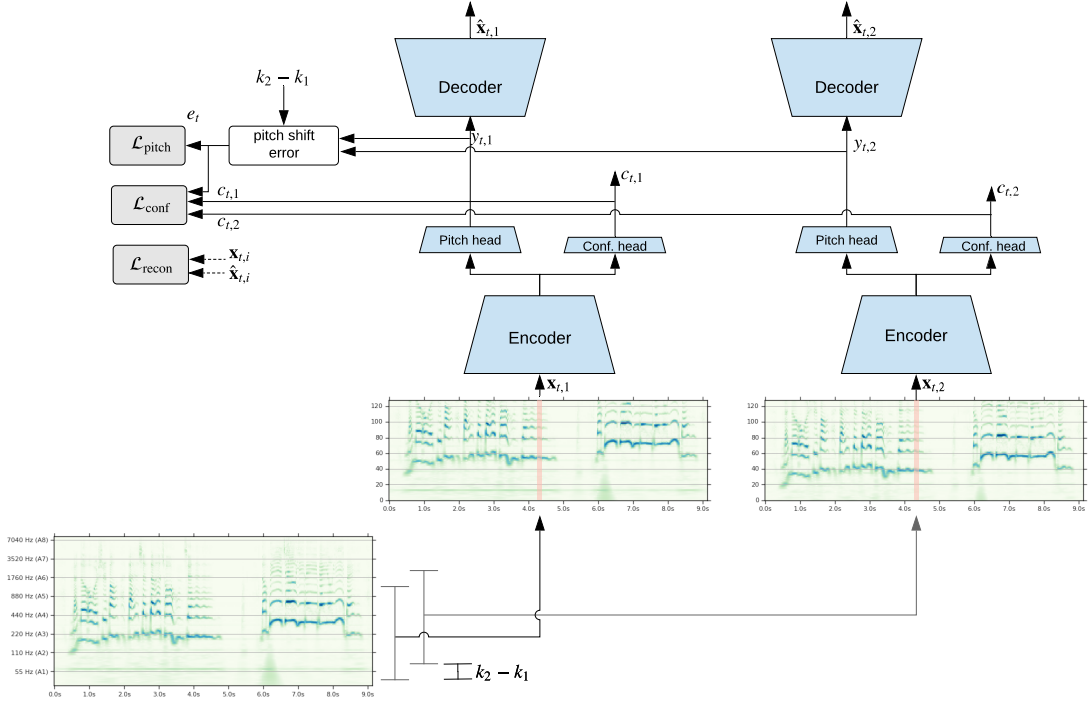 x̂_{t,1}
x̂_{t,2}
Decoder
Decoder
k₂ − k₁
e_t
ℒ_pitch
pitch shift
error
y_{t,1}
y_{t,2}
ℒ_conf
c_{t,1}
c_{t,2}
c_{t,1}
c_{t,2}
Pitch head
Conf. head
Pitch head
Conf. head
ℒ_recon
x_{t,i}
x̂_{t,i}
Encoder
Encoder
x_{t,1}
x_{t,2}
120
100
80
60
40
20
0
0.0s 1.0s 2.0s 3.0s 4.0s 5.0s 6.0s 7.0s 8.0s 9.0s
120
100
80
60
40
20
0
0.0s 1.0s 2.0s 3.0s 4.0s 5.0s 6.0s 7.0s 8.0s 9.0s
7040 Hz (A8)
3520 Hz (A7)
1760 Hz (A6)
880 Hz (A5)
440 Hz (A4)
220 Hz (A3)
110 Hz (A2)
55 Hz (A1)
0.0s 1.0s 2.0s 3.0s 4.0s 5.0s 6.0s 7.0s 8.0s 9.0s
k₂ − k₁